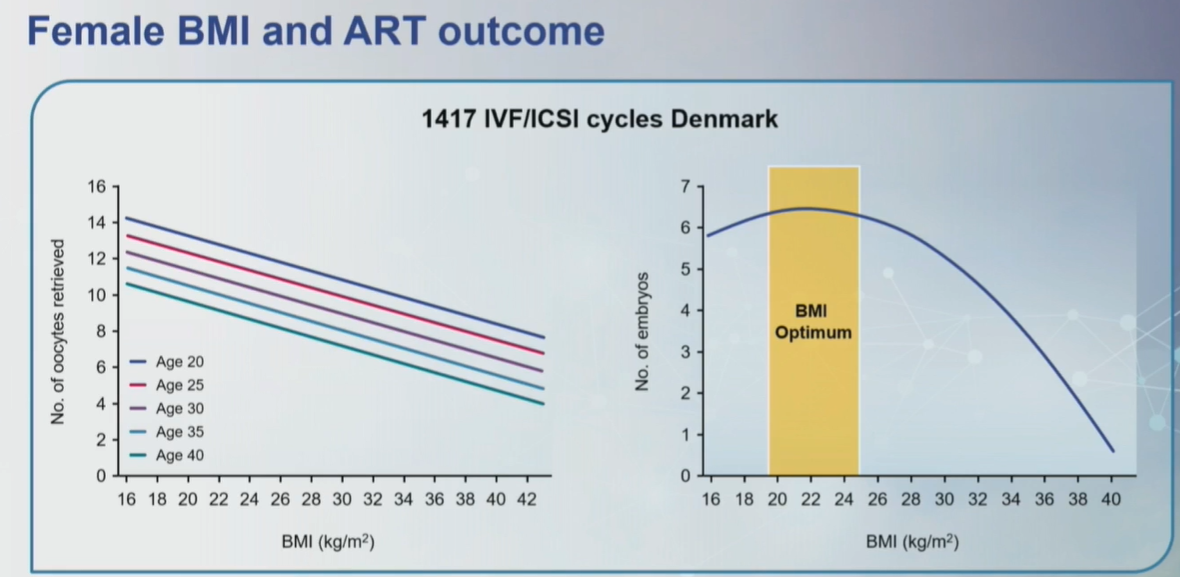 Female BMI and ART outcome
1417 IVF/ICSI cycles Denmark
No. of oocytes retrieved
16
14
12
10
8
6
4
2
0
Age 20
Age 25
Age 30
Age 35
Age 40
16 18 20 22 24 26 28 30 32 34 36 38 40 42
BMI (kg/m²)
No. of embryos
7
6
5
4
3
2
1
0
BMI
Optimum
16 18 20 22 24 26 28 30 32 34 36 38 40
BMI (kg/m²)